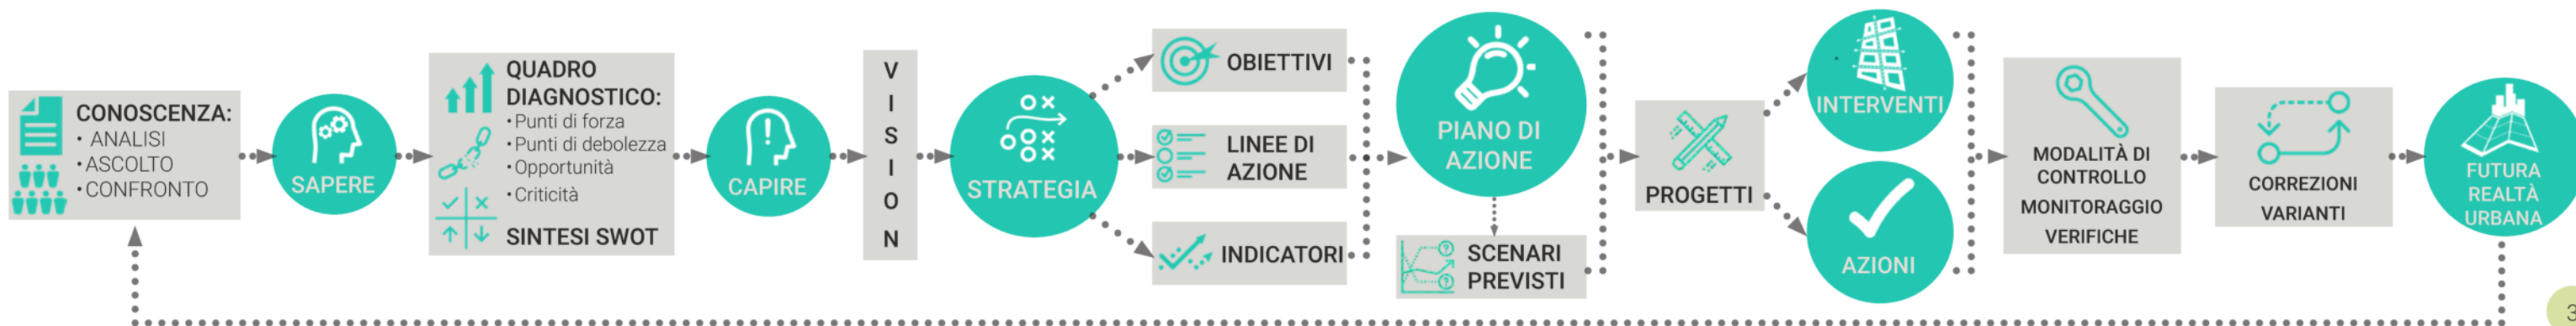 CONOSCENZA:
• ANALISI
• ASCOLTO
• CONFRONTO
SAPERE
QUADRO
DIAGNOSTICO:
• Punti di forza
• Punti di debolezza
• Opportunità
• Criticità
SINTESI SWOT
CAPIRE
V
I
S
I
O
N
STRATEGIA
OBIETTIVI
LINEE DI
AZIONE
INDICATORI
PIANO DI
AZIONE
SCENARI
PREVISTI
PROGETTI
INTERVENTI
AZIONI
MODALITÀ DI
CONTROLLO
MONITORAGGIO
VERIFICHE
CORREZIONI
VARIANTI
FUTURA
REALTÀ
URBANA